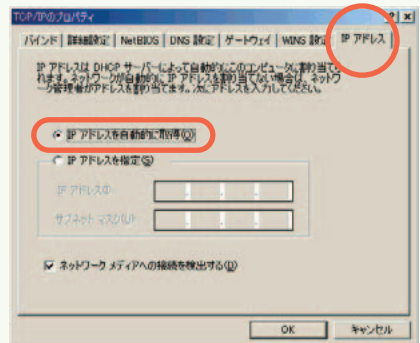 TCP/IPのプロパティ
バインド 詳細設定 NetBIOS DNS 設定 ゲートウェイ WINS 設定 IP アドレス
IP アドレスは DHCP サーバーによって自動的にこのコンピュータに割り当てら
れます。ネットワークが自動的に IP アドレスを割り当てない場合は、ネットワ
ーク管理者がアドレスを割り当てます。次にアドレスを入力してください。
IP アドレスを自動的に取得(O)
IP アドレスを指定(S)
IP アドレス(I)
サブネット マスク(U)
ネットワーク メディアへの接続を検出する(D)
OK キャンセル